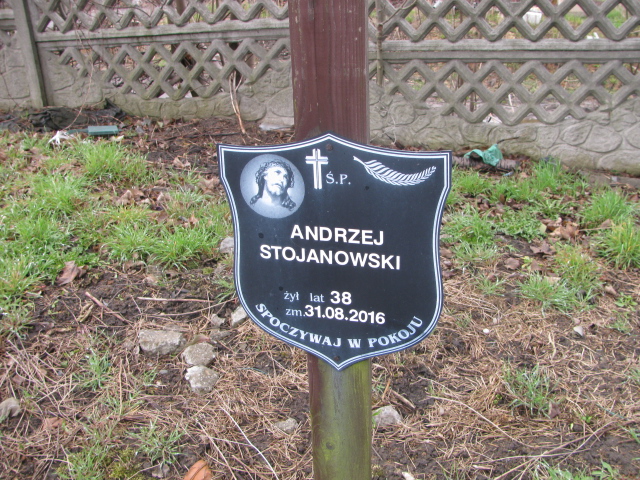 Ś.P.
ANDRZEJ
STOJANOWSKI
żył lat 38
zm. 31.08.2016
SPOCZYWAJ W POKOJU